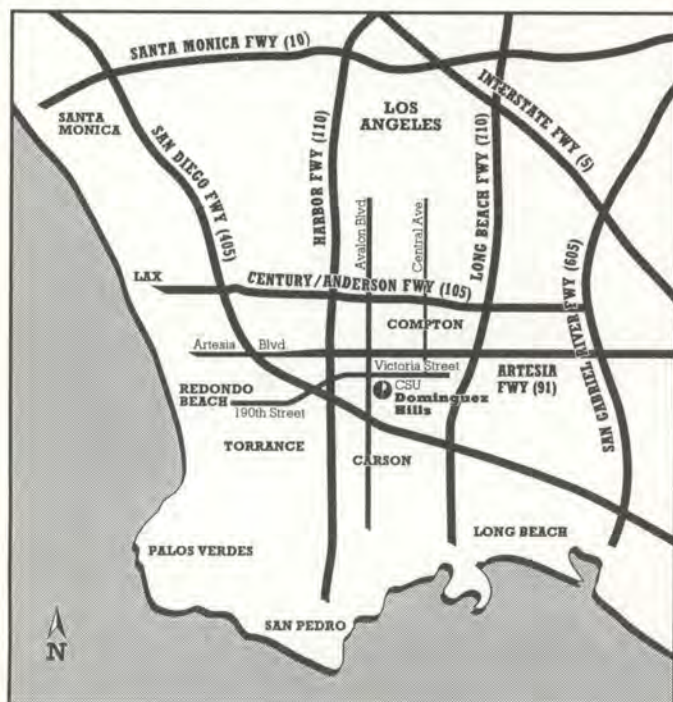 SANTA MONICA FWY (10)
SANTA
MONICA
LOS
ANGELES
INTERSTATE FWY (5)
SAN DIEGO FWY (405)
HARBOR FWY (110)
LONG BEACH FWY (710)
Avalon Blvd.
Central Ave.
LAX
CENTURY/ANDERSON FWY (105)
SAN GABRIEL RIVER FWY (605)
COMPTON
Artesia Blvd.
Victoria Street
ARTESIA
FWY (91)
REDONDO
BEACH
190th Street
CSU
Dominguez
Hills
TORRANCE
CARSON
LONG BEACH
PALOS VERDES
SAN PEDRO
N